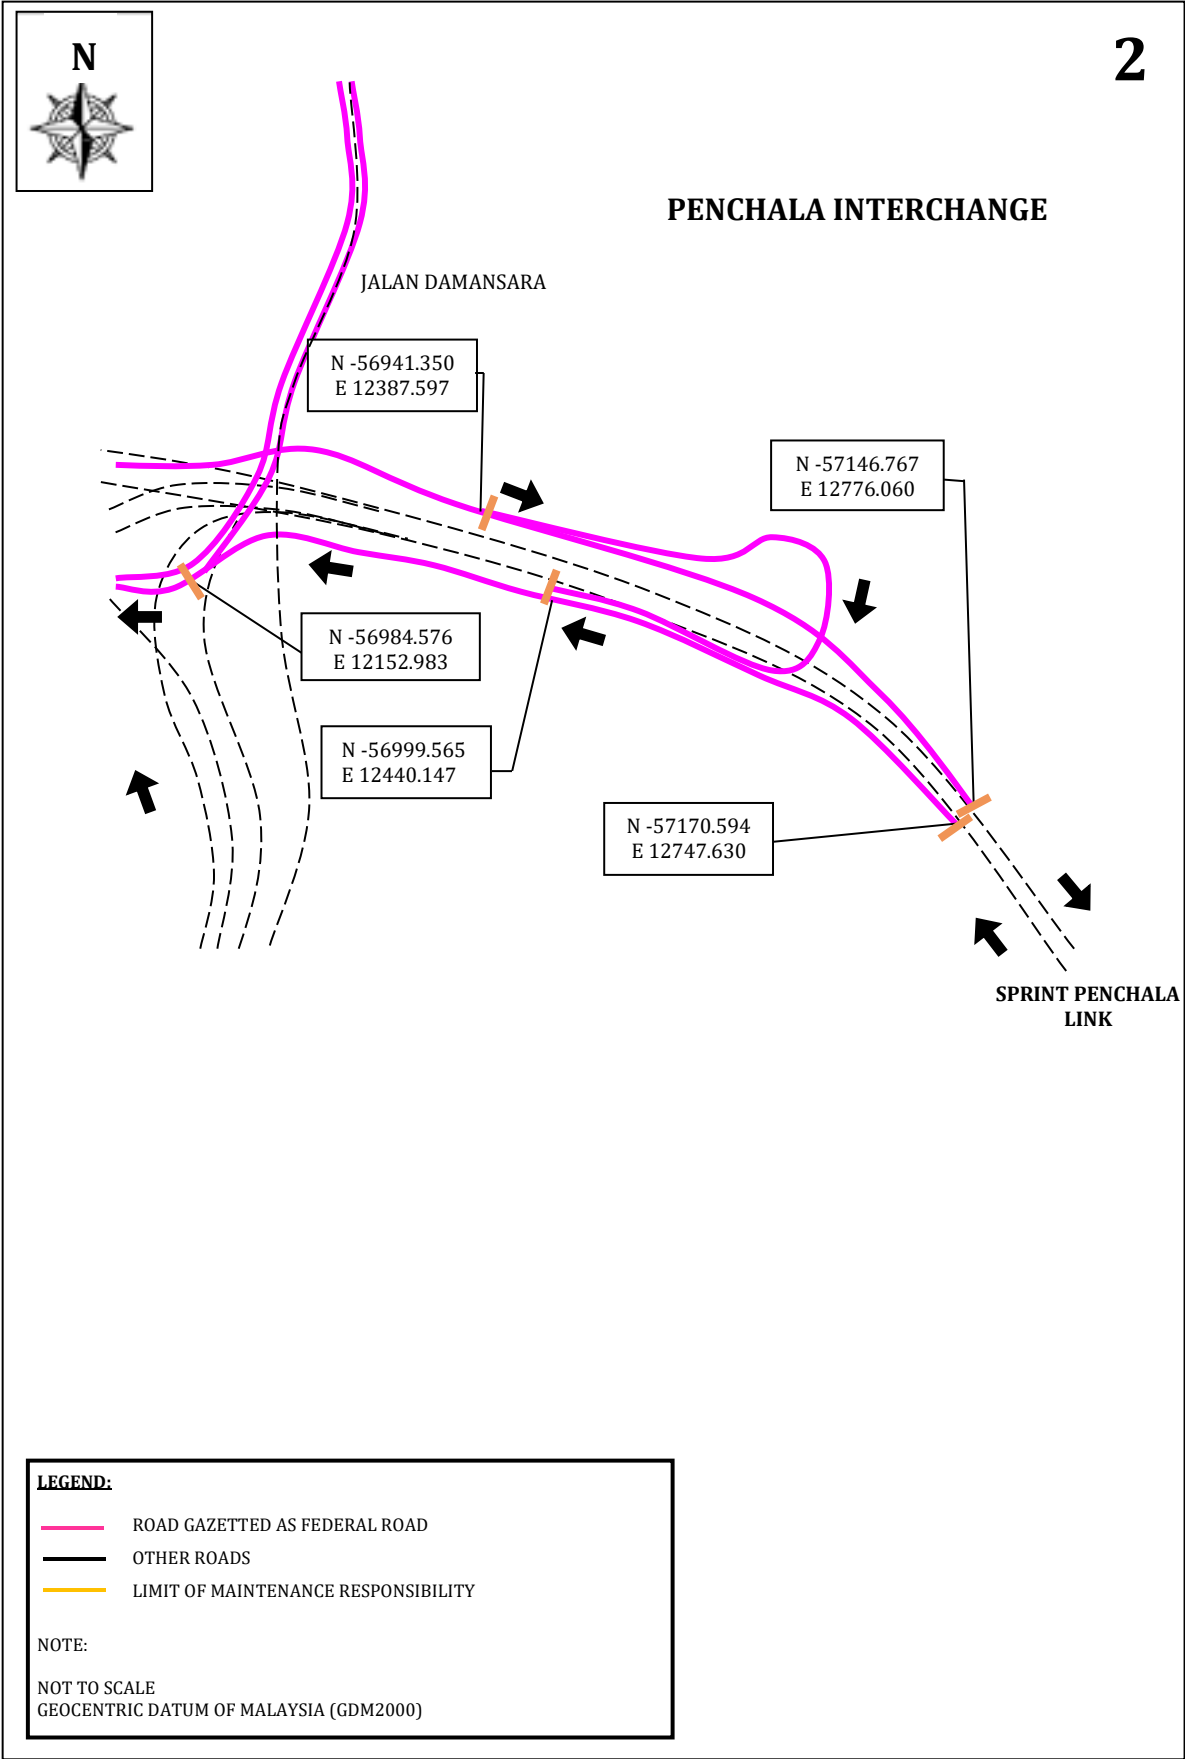 N
2
PENCHALA INTERCHANGE
JALAN DAMANSARA
N -56941.350
E 12387.597
N -57146.767
E 12776.060
N -56984.576
E 12152.983
N -56999.565
E 12440.147
N -57170.594
E 12747.630
SPRINT PENCHALA
LINK
LEGEND:
ROAD GAZETTED AS FEDERAL ROAD
OTHER ROADS
LIMIT OF MAINTENANCE RESPONSIBILITY
NOTE:
NOT TO SCALE
GEOCENTRIC DATUM OF MALAYSIA (GDM2000)